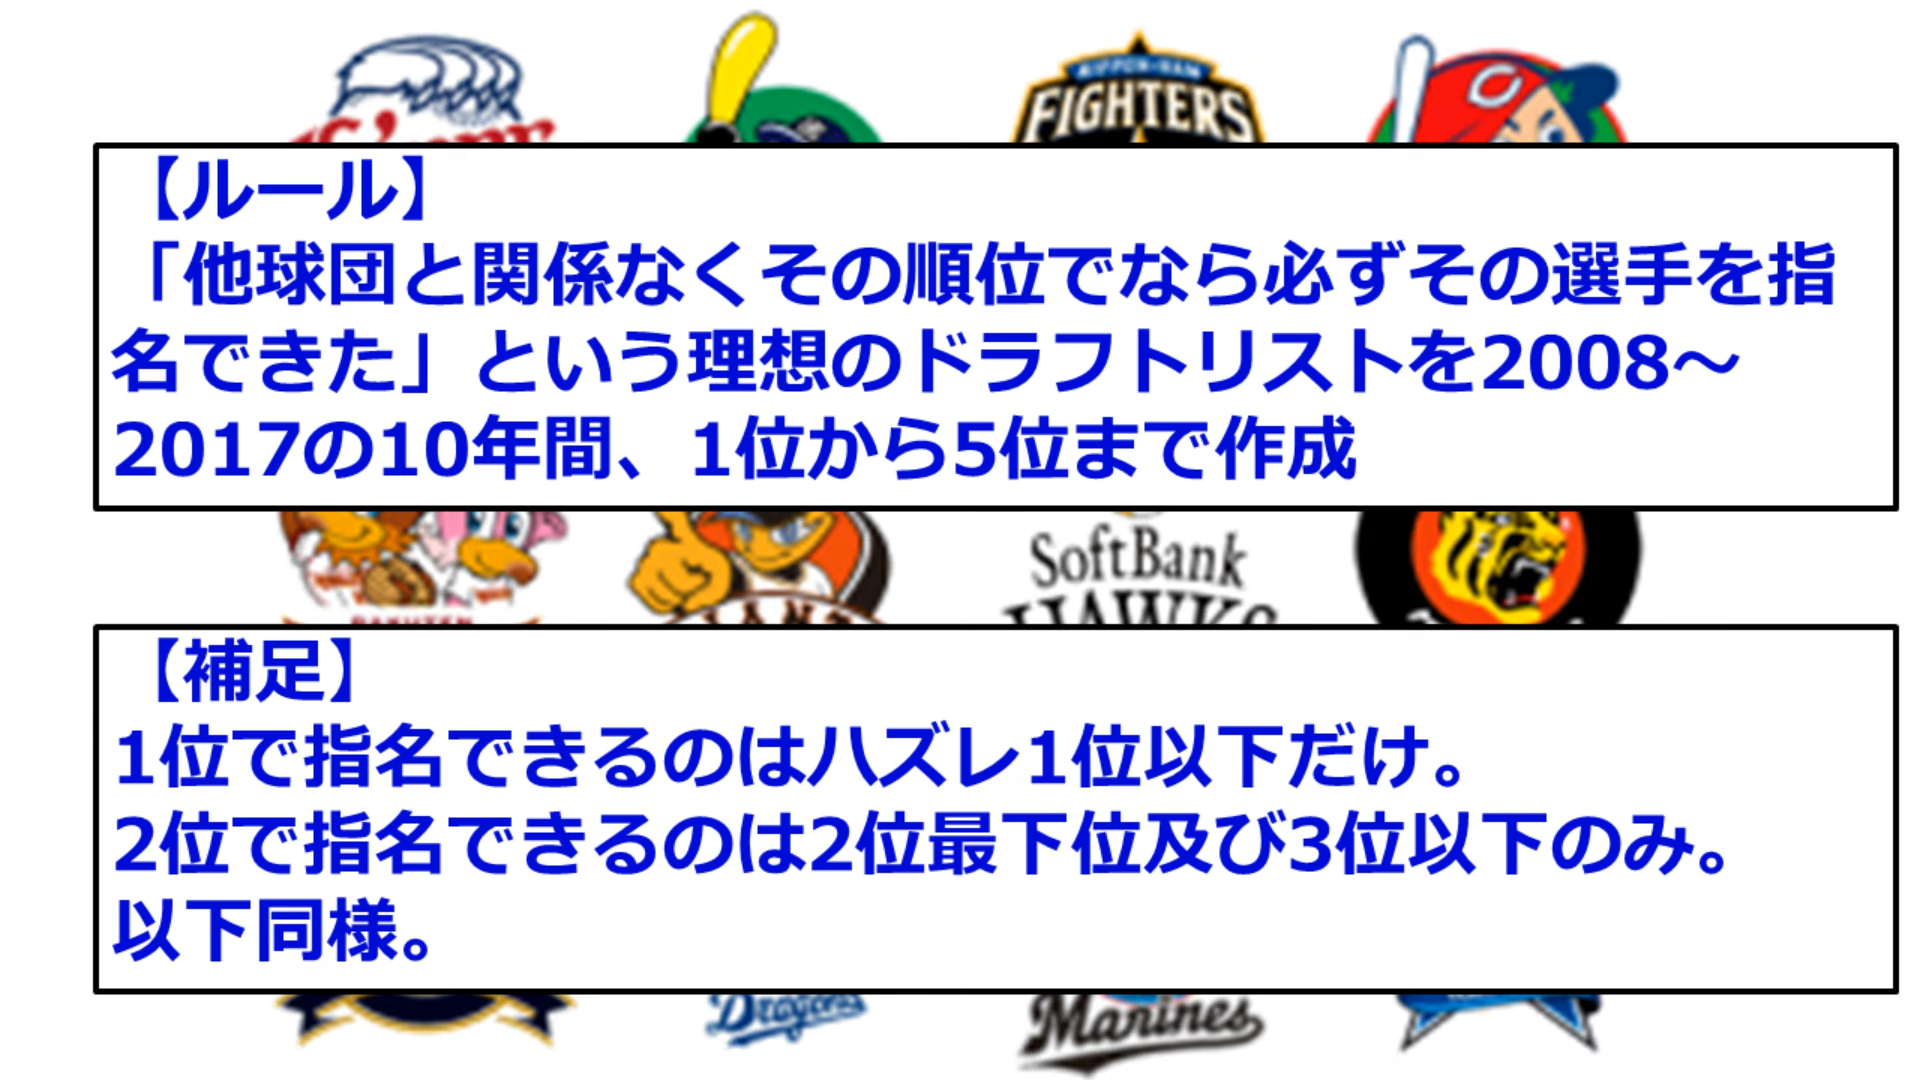 NIPPON-HAM
FIGHTERS
C
【ルール】
「他球団と関係なくその順位でなら必ずその選手を指
名できた」という理想のドラフトリストを2008～
2017の10年間、1位から5位まで作成
SoftBank
HAWKS
【補足】
1位で指名できるのはハズレ1位以下だけ。
2位で指名できるのは2位最下位及び3位以下のみ。
以下同様。
Dragons
Marines